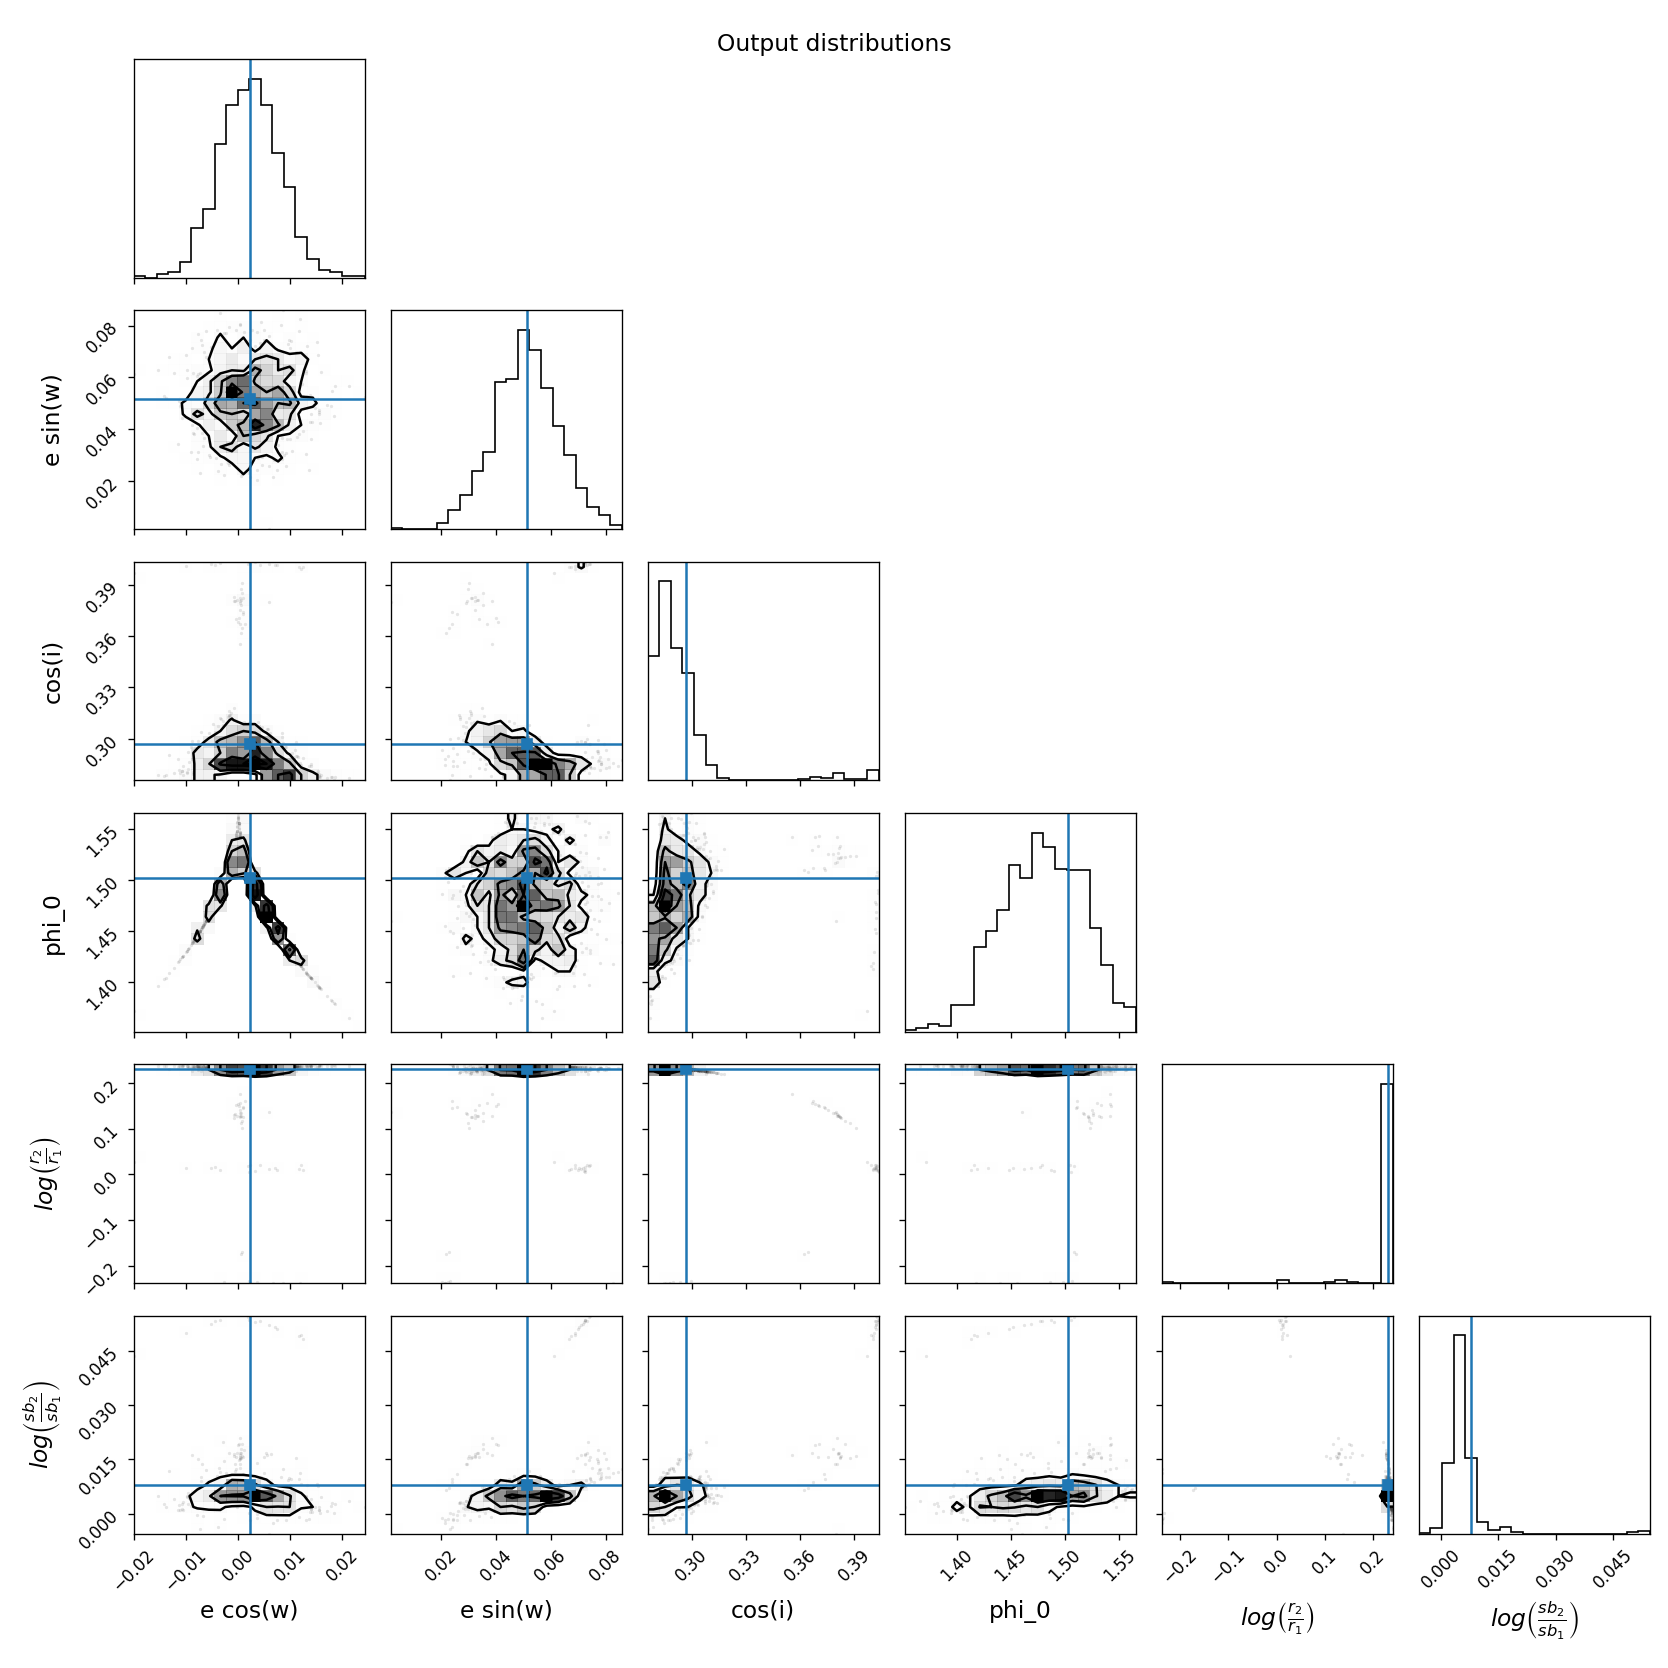 Output distributions
e sin(w)
0.08
0.06
0.04
0.02
cos(i)
0.39
0.36
0.33
0.30
phi_0
1.55
1.50
1.45
1.40
log(r2/r1)
0.2
0.1
0.0
−0.1
−0.2
log(sb2/sb1)
0.045
0.030
0.015
0.000
−0.02 −0.01 0.00 0.01 0.02
0.02 0.04 0.06 0.08
0.30 0.33 0.36 0.39
1.40 1.45 1.50 1.55
−0.2 −0.1 0.0 0.1 0.2
0.000 0.015 0.030 0.045
e cos(w)
e sin(w)
cos(i)
phi_0
log(r2/r1)
log(sb2/sb1)